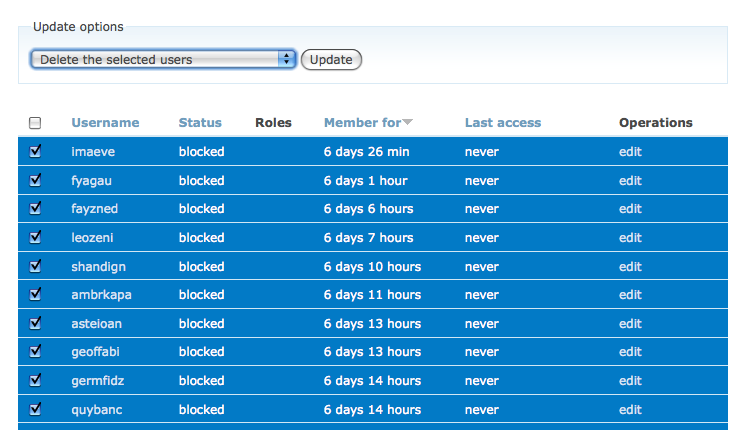 Update options
Delete the selected users Update
Username Status Roles Member for Last access Operations
imaeve blocked 6 days 26 min never edit
fyagau blocked 6 days 1 hour never edit
fayzned blocked 6 days 6 hours never edit
leozeni blocked 6 days 7 hours never edit
shandign blocked 6 days 10 hours never edit
ambrkapa blocked 6 days 11 hours never edit
asteioan blocked 6 days 13 hours never edit
geoffabi blocked 6 days 13 hours never edit
germfidz blocked 6 days 14 hours never edit
quybanc blocked 6 days 14 hours never edit